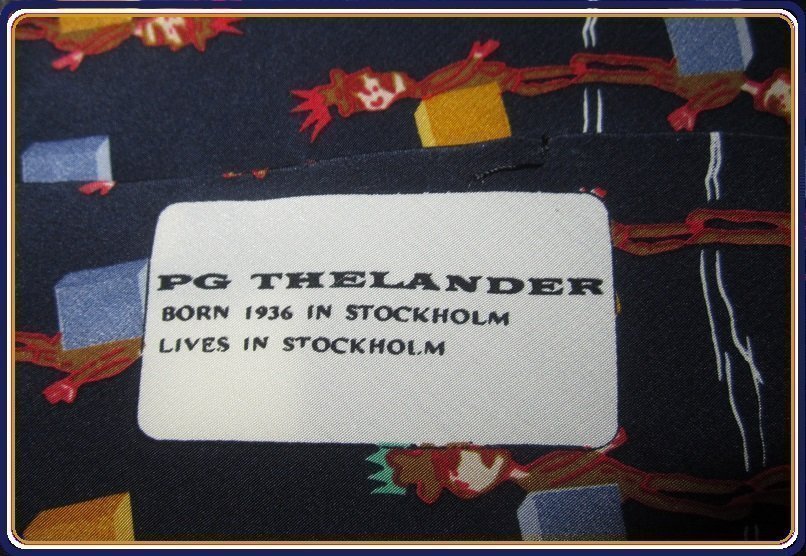 PG THELANDER
BORN 1936 IN STOCKHOLM
LIVES IN STOCKHOLM